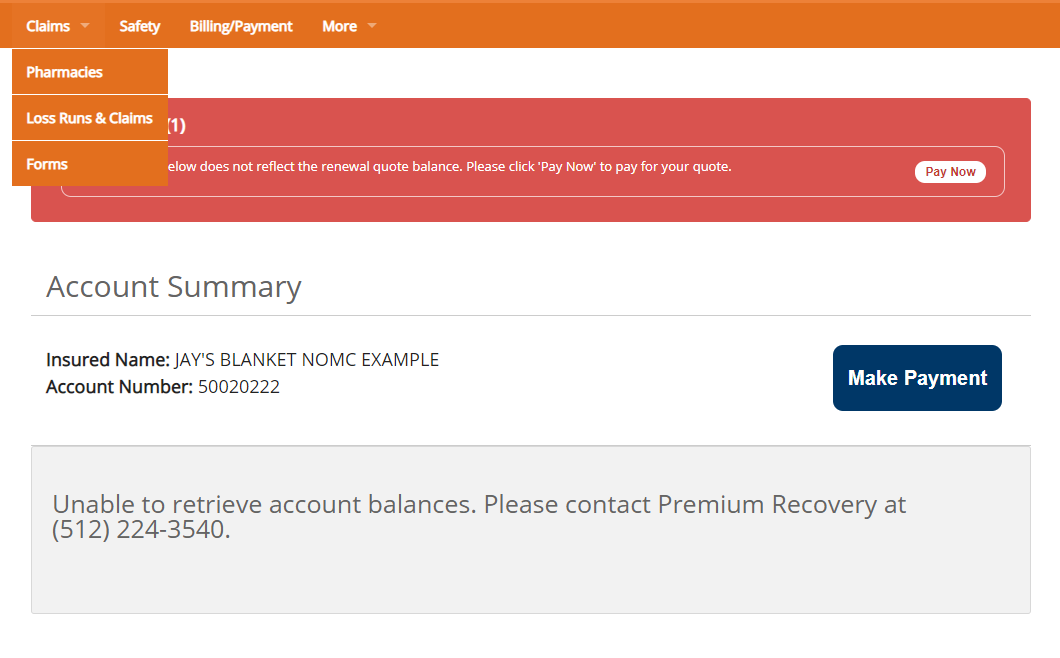 Claims Safety Billing/Payment More
Pharmacies
Loss Runs & Claims
(1)
Forms
does not reflect the renewal quote balance. Please click 'Pay Now' to pay for your quote.
Pay Now
Account Summary
Insured Name: JAY'S BLANKET NOMC EXAMPLE
Account Number: 50020222
Make Payment
Unable to retrieve account balances. Please contact Premium Recovery at
(512) 224-3540.